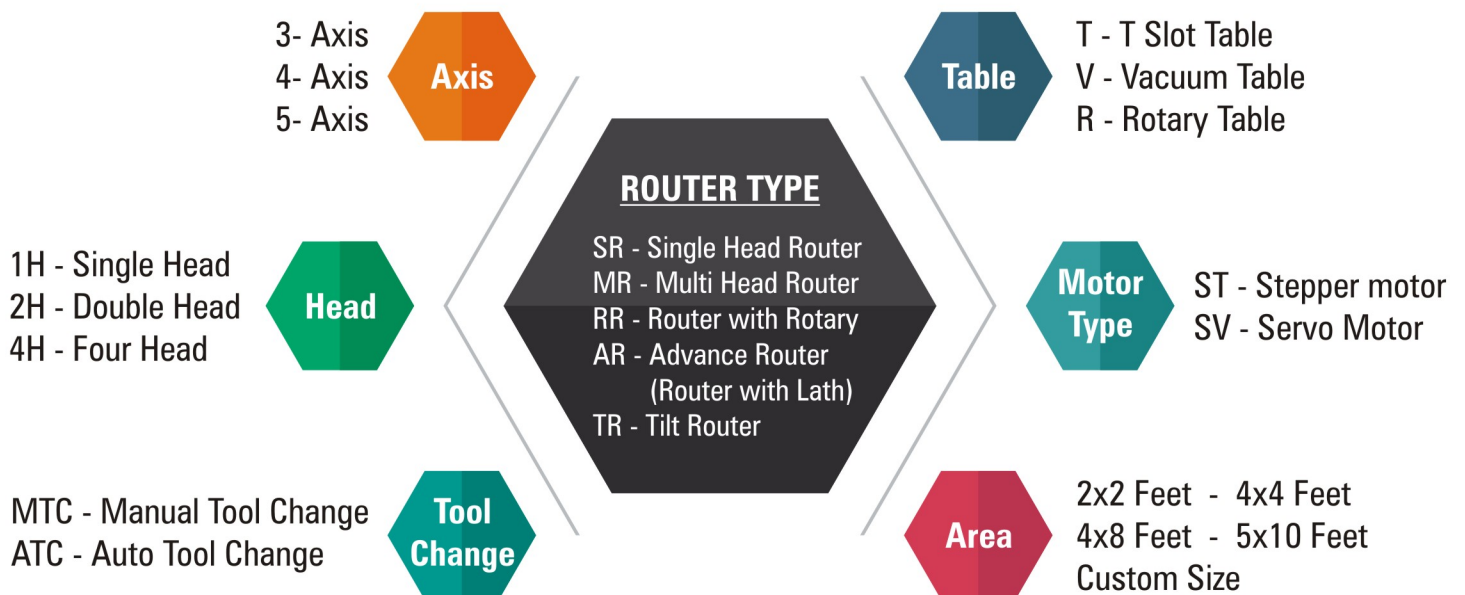 3- Axis
4- Axis
5- Axis
Axis
1H - Single Head
2H - Double Head
4H - Four Head
Head
MTC - Manual Tool Change
ATC - Auto Tool Change
Tool
Change
ROUTER TYPE
SR - Single Head Router
MR - Multi Head Router
RR - Router with Rotary
AR - Advance Router
(Router with Lath)
TR - Tilt Router
Table
T - T Slot Table
V - Vacuum Table
R - Rotary Table
Motor
Type
ST - Stepper motor
SV - Servo Motor
Area
2x2 Feet - 4x4 Feet
4x8 Feet - 5x10 Feet
Custom Size